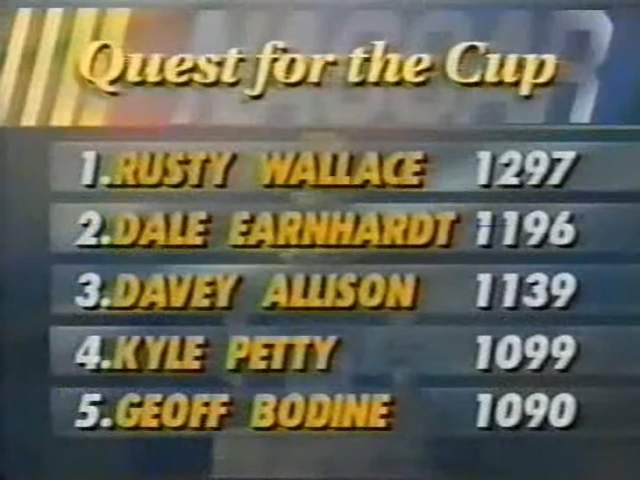 NASCAR
Quest for the Cup
1. RUSTY WALLACE 1297
2. DALE EARNHARDT 1196
3. DAVEY ALLISON 1139
4. KYLE PETTY 1099
5. GEOFF BODINE 1090